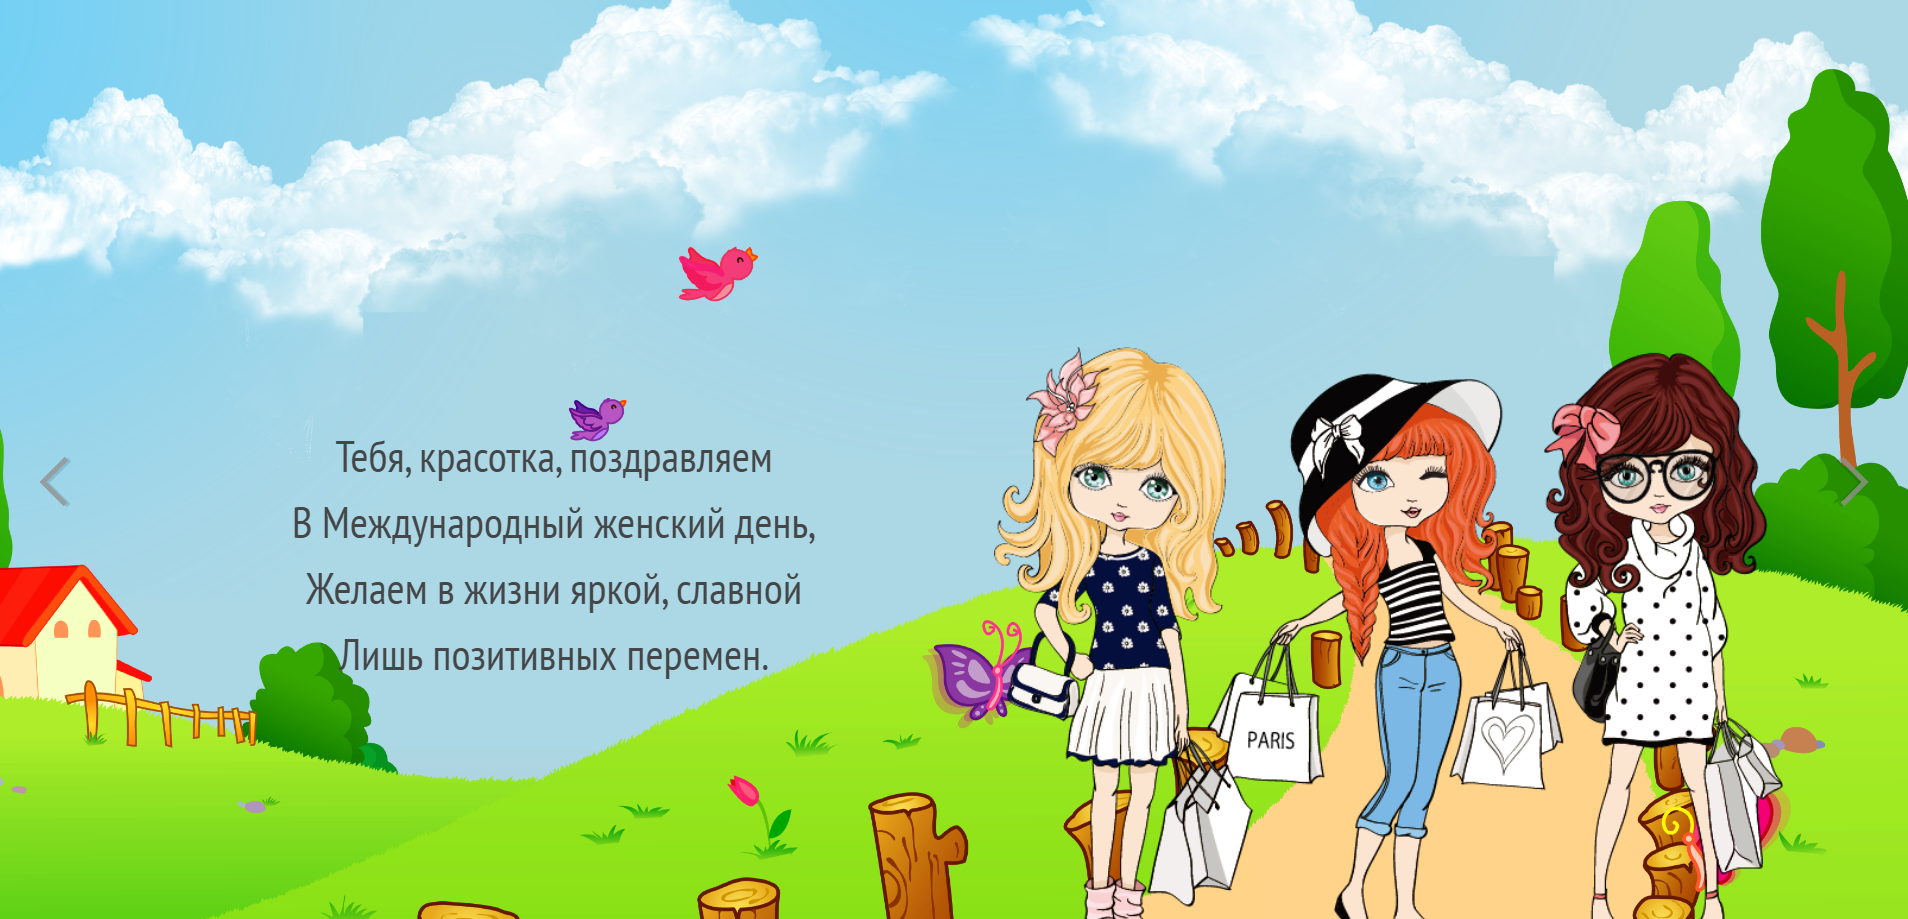 Тебя, красотка, поздравляем
В Международный женский день,
Желаем в жизни яркой, славной
Лишь позитивных перемен.
PARIS